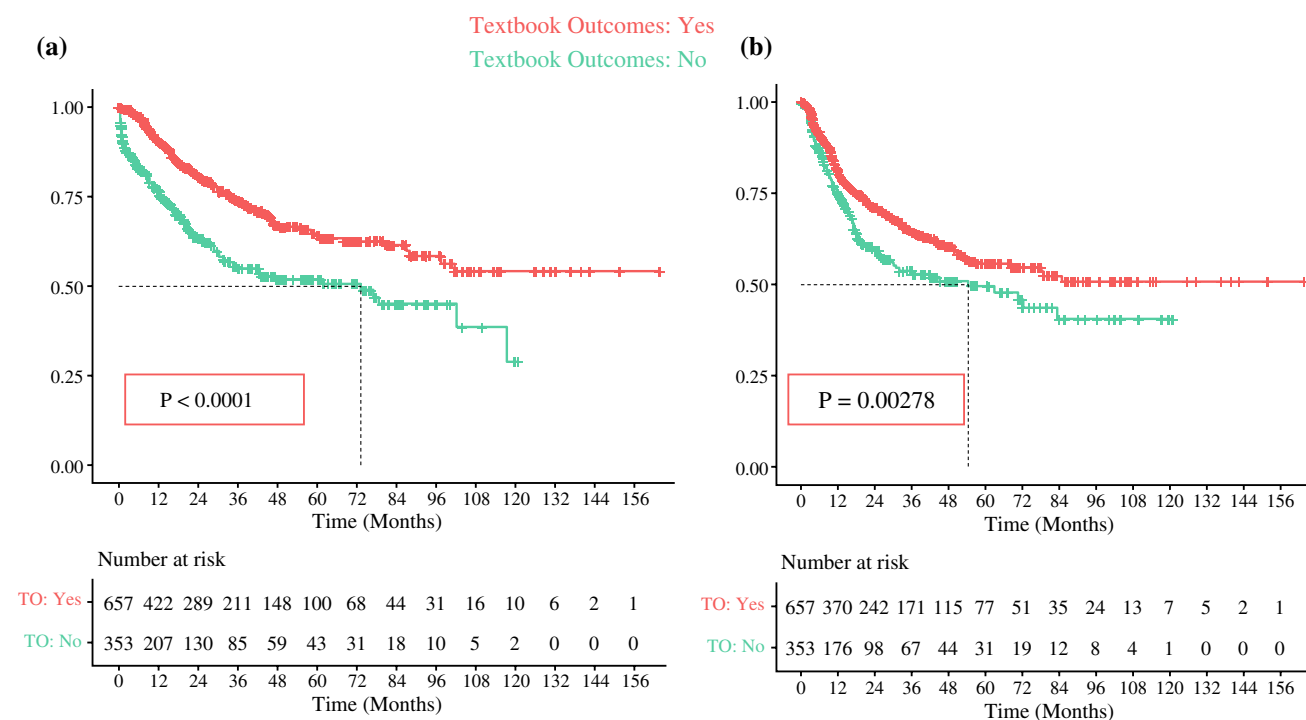 Textbook Outcomes: Yes
Textbook Outcomes: No
(a)
1.00
0.75
0.50
0.25
0.00
P < 0.0001
0 12 24 36 48 60 72 84 96 108 120 132 144 156
Time (Months)
Number at risk
TO: Yes 657 422 289 211 148 100 68 44 31 16 10 6 2 1
TO: No 353 207 130 85 59 43 31 18 10 5 2 0 0 0
0 12 24 36 48 60 72 84 96 108 120 132 144 156
Time (Months)
(b)
1.00
0.75
0.50
0.25
0.00
P = 0.00278
0 12 24 36 48 60 72 84 96 108 120 132 144 156
Time (Months)
Number at risk
TO: Yes 657 370 242 171 115 77 51 35 24 13 7 5 2 1
TO: No 353 176 98 67 44 31 19 12 8 4 1 0 0 0
0 12 24 36 48 60 72 84 96 108 120 132 144 156
Time (Months)